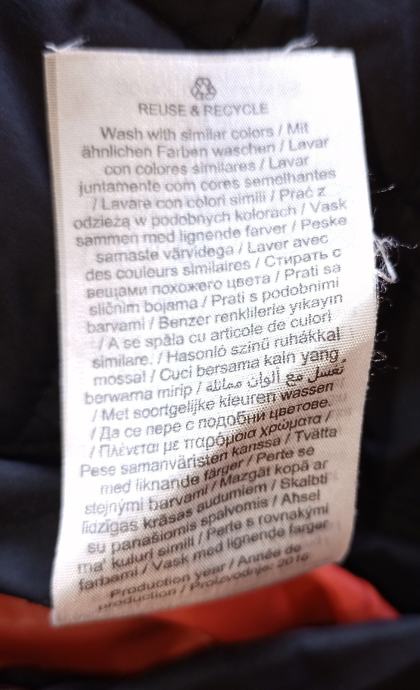 REUSE & RECYCLE
Wash with similar colors / Mit
ähnlichen Farben waschen / Lavar
con colores similares / Lavar
juntamente com cores semelhantes
/ Lavare con colori simili / Prać z
odzieżą w podobnych kolorach / Vask
sammen med lignende farver / Peske
samaste värvidega / Laver avec
des couleurs similaires / Стирать с
вещами похожего цвета / Prati sa
sličnim bojama / Prati s podobnimi
barvami / Benzer renklilerle yıkayın
/ A se spăla cu articole de culori
similare. / Hasonló színű ruhákkal
mossa! / Cuci bersama kain yang
berwarna mirip / تغسل مع ألوان مماثلة.
/ Met soortgelijke kleuren wassen
/ Да се пере с подобни цветове.
/ Πλένεται με παρόμοια χρώματα /
Pese samanväristen kanssa / Tvätta
med liknande färger / Perte se
stejnými barvami / Mazgāt kopā ar
līdzīgas krāsas audumiem / Skalbti
su panašiomis spalvomis / Aħsel
ma' kuluri simili / Perte s rovnakými
farbami / Vask med lignende farger
Production year / Année de
production / Proizvodnje: 2016